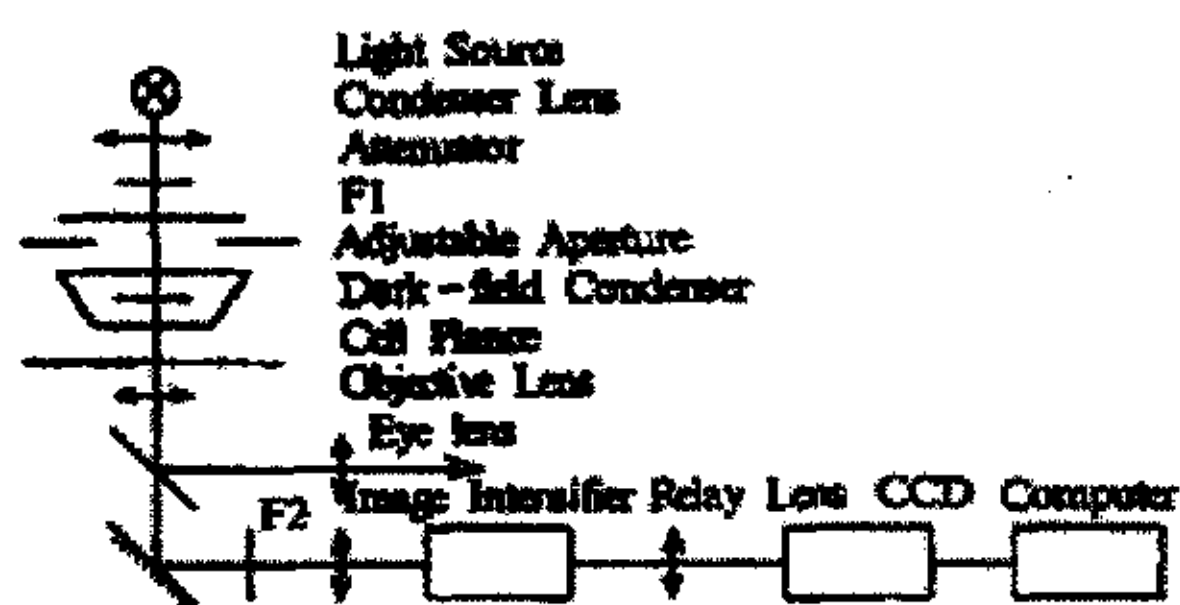 Light Source
Condenser Lens
Attenuator
F1
Adjustable Aperture
Dark-field Condenser
Cell Plance
Objective Lens
Eye lens
F2 Image Intensifier Relay Lens CCD Computer